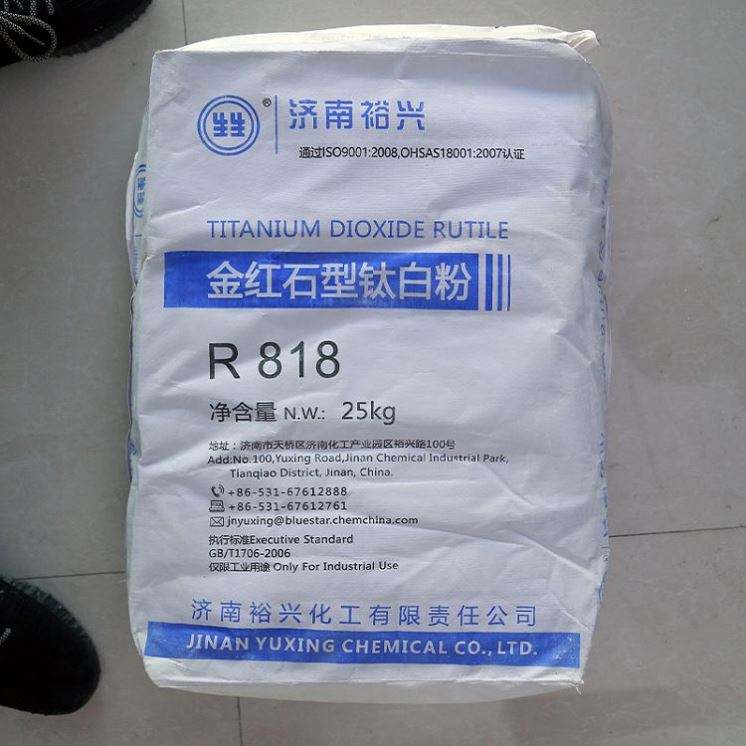 ® 济南裕兴
通过ISO9001:2008,OHSAS18001:2007认证
TITANIUM DIOXIDE RUTILE
金红石型钛白粉
R 818
净含量 N.W.: 25kg
地址:济南市天桥区济南化工产业园区裕兴路100号
Add:No.100,Yuxing Road,Jinan Chemical Industrial Park,
Tianqiao District, Jinan, China.
+86-531-67612888
+86-531-67612761
jnyuxing@bluestar.chemchina.com
执行标准Executive Standard
GB/T1706-2006
仅限工业用途 Only For Industrial Use
济南裕兴化工有限责任公司
JINAN YUXING CHEMICAL CO.,LTD.